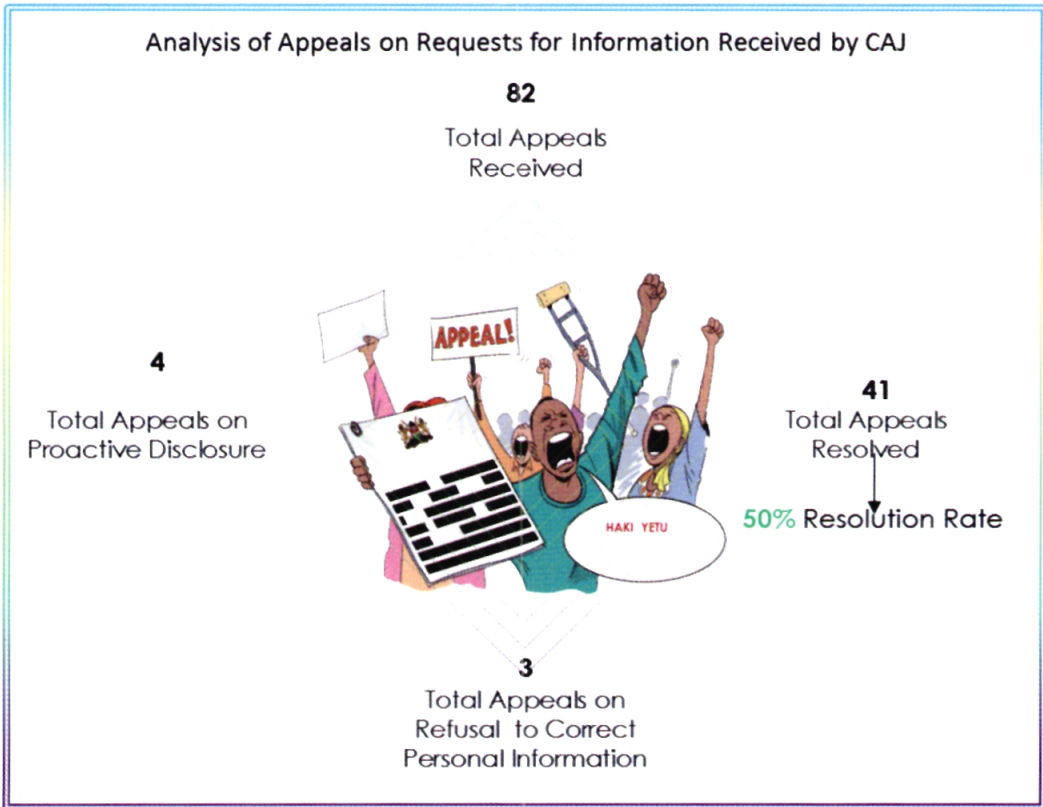 Analysis of Appeals on Requests for Information Received by CAJ
82
Total Appeals
Received
APPEAL!
4
Total Appeals on
Proactive Disclosure
41
Total Appeals
Resolved
50% Resolution Rate
HAKI YETU
3
Total Appeals on
Refusal to Correct
Personal Information